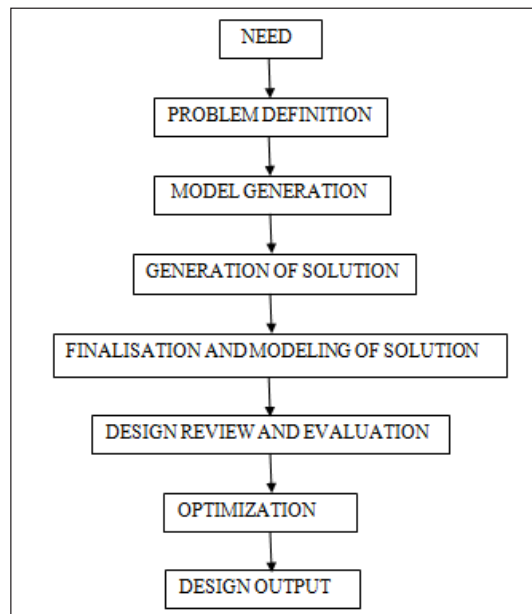 NEED
PROBLEM DEFINITION
MODEL GENERATION
GENERATION OF SOLUTION
FINALISATION AND MODELING OF SOLUTION
DESIGN REVIEW AND EVALUATION
OPTIMIZATION
DESIGN OUTPUT